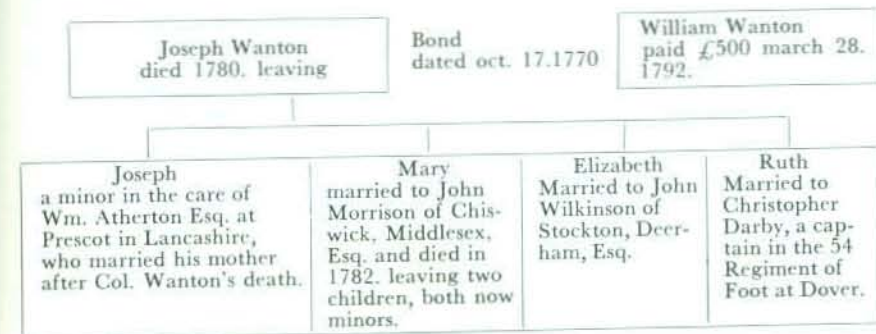 Joseph Wanton
died 1780. leaving
Bond
dated oct. 17.1770
William Wanton
paid £500 march 28.
1792.
Joseph
a minor in the care of
Wm. Atherton Esq. at
Prescot in Lancashire,
who married his mother
after Col. Wanton's death.
Mary
married to John
Morrison of Chis-
wick, Middlesex,
Esq. and died in
1782. leaving two
children, both now
minors.
Elizabeth
Married to John
Wilkinson of
Stockton, Deer-
ham, Esq.
Ruth
Married to
Christopher
Darby, a cap-
tain in the 54
Regiment of
Foot at Dover.